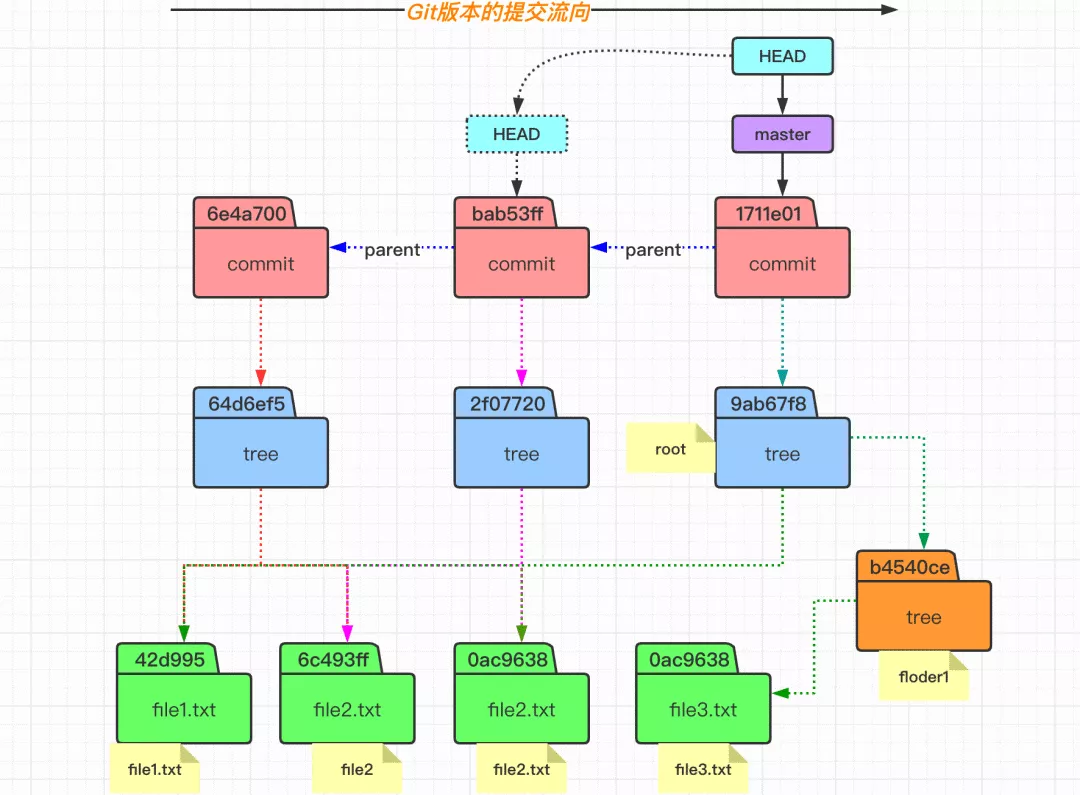 Git版本的提交流向
HEAD
HEAD
master
6e4a700
bab53ff
1711e01
commit
parent
commit
parent
commit
64d6ef5
2f07720
9ab67f8
tree
tree
root
tree
b4540ce
tree
floder1
42d995
6c493ff
0ac9638
0ac9638
file1.txt
file2.txt
file2.txt
file3.txt
file1.txt
file2
file2.txt
file3.txt